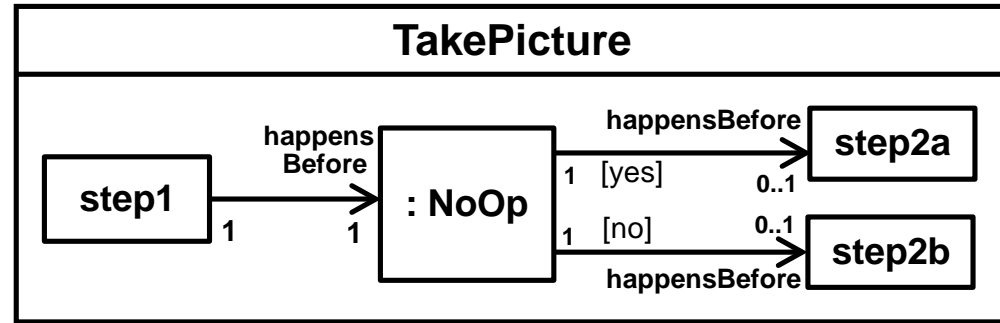 TakePicture
happens
Before
step1
1
1
: NoOp
happensBefore
1
[yes]
0..1
step2a
1
[no]
0..1
happensBefore
step2b